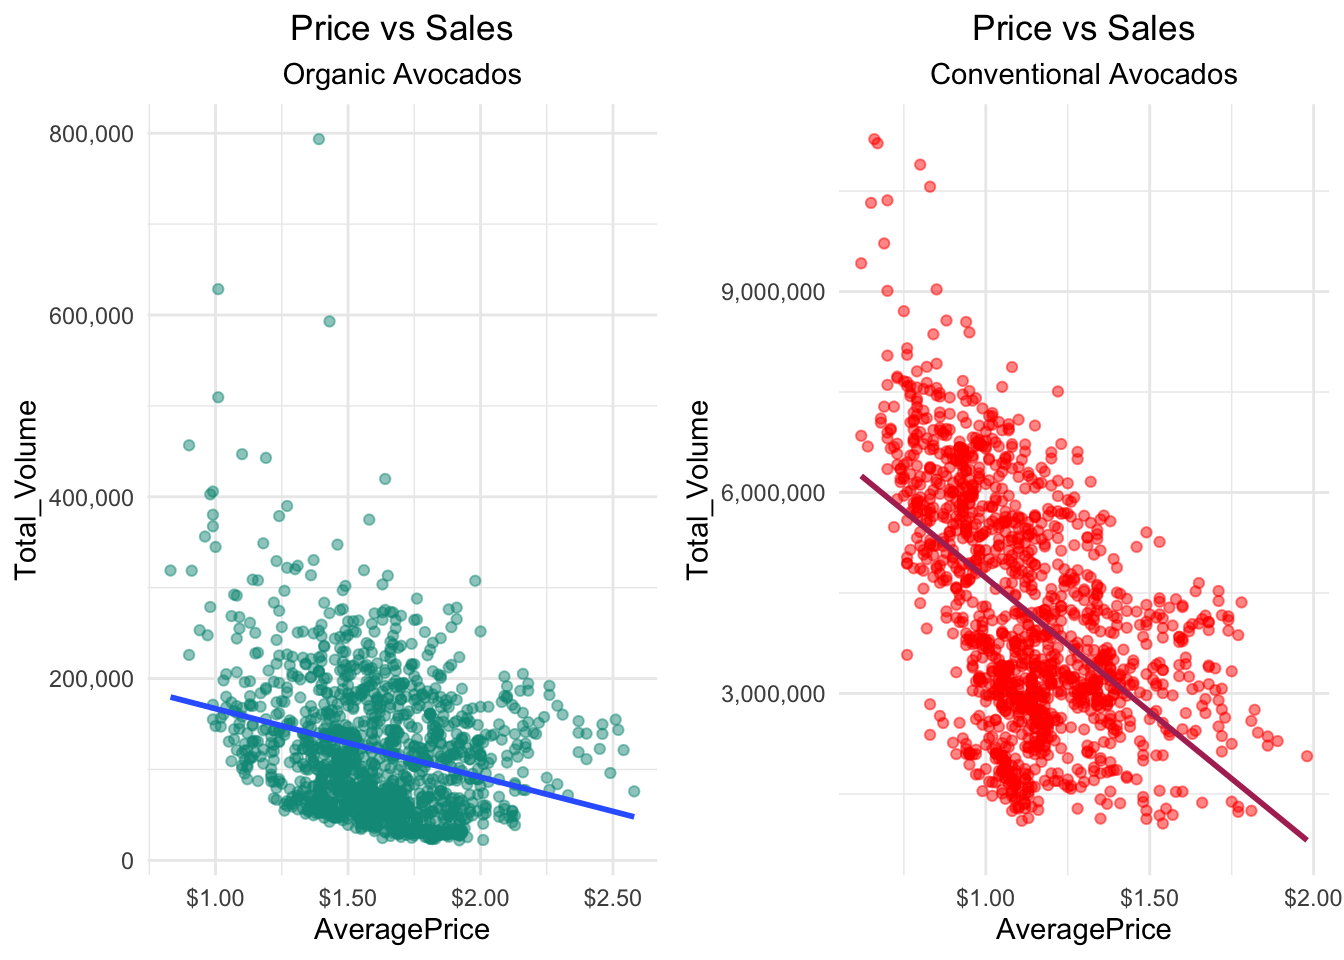 Price vs Sales
Organic Avocados
800,000
600,000
400,000
200,000
0
Total_Volume
$1.00
$1.50
$2.00
$2.50
AveragePrice
Price vs Sales
Conventional Avocados
9,000,000
6,000,000
3,000,000
Total_Volume
$1.00
$1.50
$2.00
AveragePrice